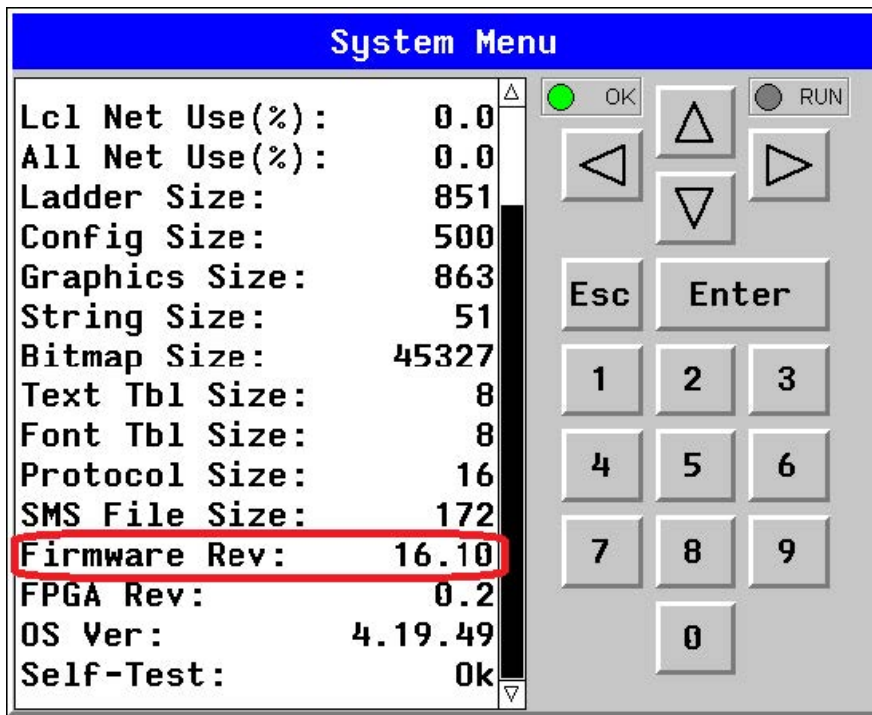 System Menu
Lcl Net Use(%): 0.0
All Net Use(%): 0.0
Ladder Size: 851
Config Size: 500
Graphics Size: 863
String Size: 51
Bitmap Size: 45327
Text Tbl Size: 8
Font Tbl Size: 8
Protocol Size: 16
SMS File Size: 172
Firmware Rev: 16.10
FPGA Rev: 0.2
OS Ver: 4.19.49
Self-Test: Ok
OK RUN
Esc Enter
1 2 3
4 5 6
7 8 9
0